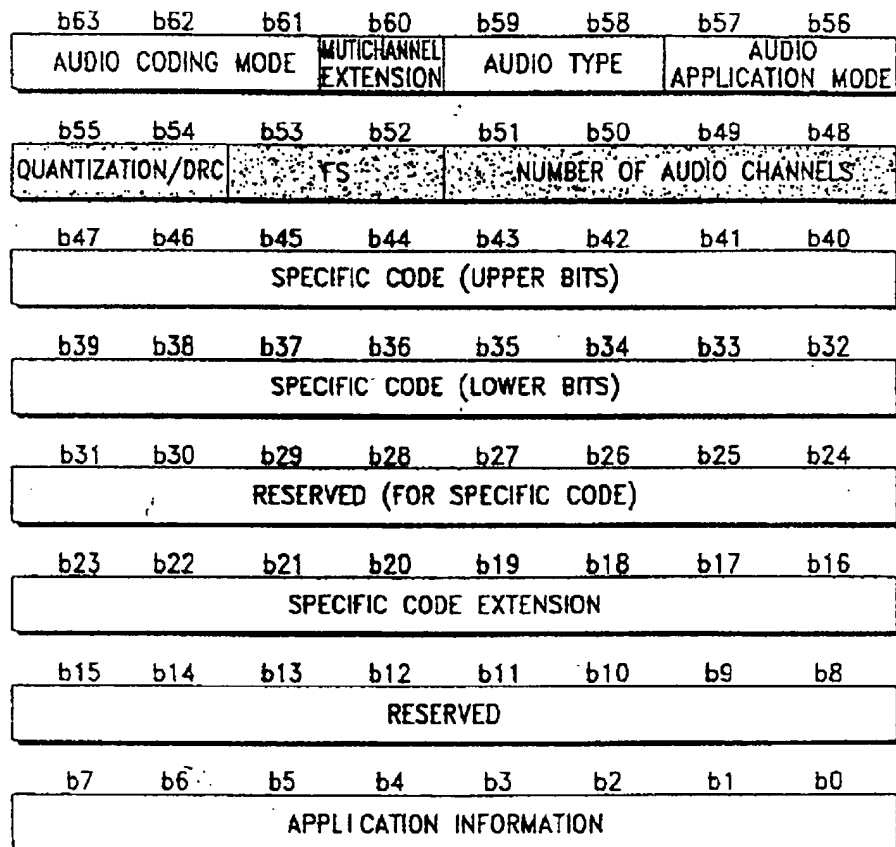 b63 b62 b61 b60 b59 b58 b57 b56
AUDIO CODING MODE MUTICHANNEL EXTENSION AUDIO TYPE AUDIO APPLICATION MODE
b55 b54 b53 b52 b51 b50 b49 b48
QUANTIZATION/DRC FS NUMBER OF AUDIO CHANNELS
b47 b46 b45 b44 b43 b42 b41 b40
SPECIFIC CODE (UPPER BITS)
b39 b38 b37 b36 b35 b34 b33 b32
SPECIFIC CODE (LOWER BITS)
b31 b30 b29 b28 b27 b26 b25 b24
RESERVED (FOR SPECIFIC CODE)
b23 b22 b21 b20 b19 b18 b17 b16
SPECIFIC CODE EXTENSION
b15 b14 b13 b12 b11 b10 b9 b8
RESERVED
b7 b6 b5 b4 b3 b2 b1 b0
APPLICATION INFORMATION